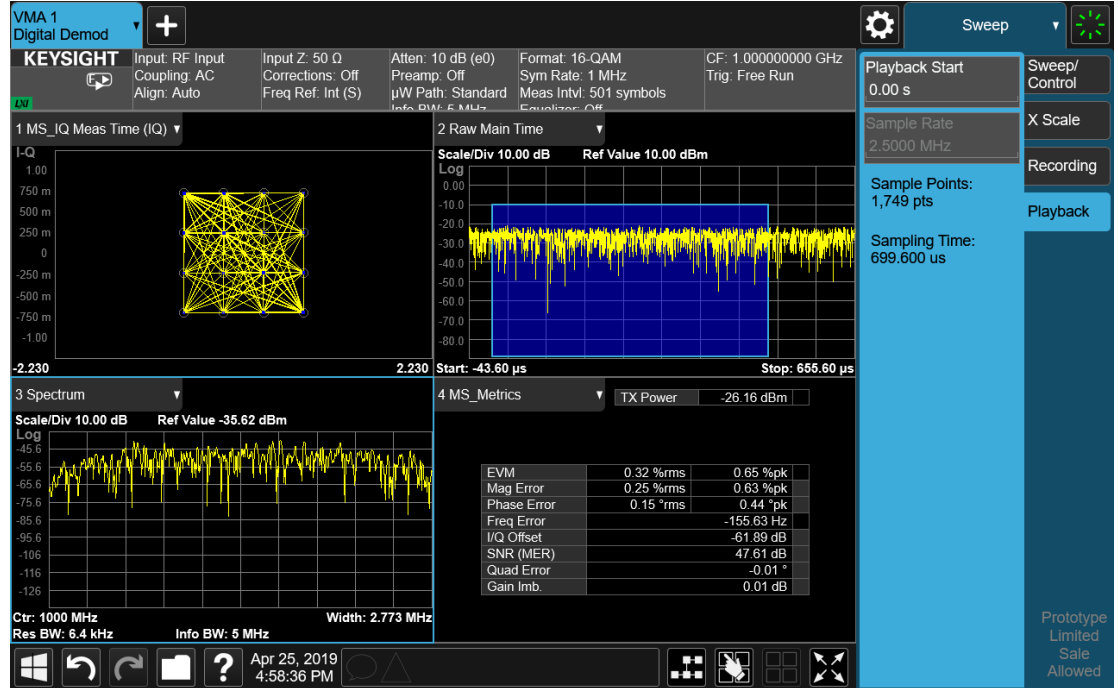 VMA 1
Digital Demod
Sweep
KEYSIGHT
LXI
Input: RF Input
Coupling: AC
Align: Auto
Input Z: 50 Ω
Corrections: Off
Freq Ref: Int (S)
Atten: 10 dB (e0)
Preamp: Off
µW Path: Standard
Info BW: 5 MHz
Format: 16-QAM
Sym Rate: 1 MHz
Meas Intvl: 501 symbols
Equalizer: Off
CF: 1.000000000 GHz
Trig: Free Run
1 MS_IQ Meas Time (IQ)
I-Q
1.00
750 m
500 m
250 m
0
-250 m
-500 m
-750 m
-1.00
-2.230
2.230
2 Raw Main Time
Scale/Div 10.00 dB
Ref Value 10.00 dBm
Log
0.00
-10.0
-20.0
-30.0
-40.0
-50.0
-60.0
-70.0
-80.0
Start: -43.60 µs
Stop: 655.60 µs
3 Spectrum
Scale/Div 10.00 dB
Ref Value -35.62 dBm
Log
-45.6
-55.6
-65.6
-75.6
-85.6
-95.6
-106
-116
-126
Ctr: 1000 MHz
Width: 2.773 MHz
Res BW: 6.4 kHz
Info BW: 5 MHz
4 MS_Metrics
TX Power -26.16 dBm
EVM 0.32 %rms 0.65 %pk
Mag Error 0.25 %rms 0.63 %pk
Phase Error 0.15 °rms 0.44 °pk
Freq Error -155.63 Hz
I/Q Offset -61.89 dB
SNR (MER) 47.61 dB
Quad Error -0.01 °
Gain Imb. 0.01 dB
Playback Start
0.00 s
Sample Rate
2.5000 MHz
Sample Points:
1,749 pts
Sampling Time:
699.600 us
Sweep/
Control
X Scale
Recording
Playback
Prototype
Limited
Sale
Allowed
?
Apr 25, 2019
4:58:36 PM